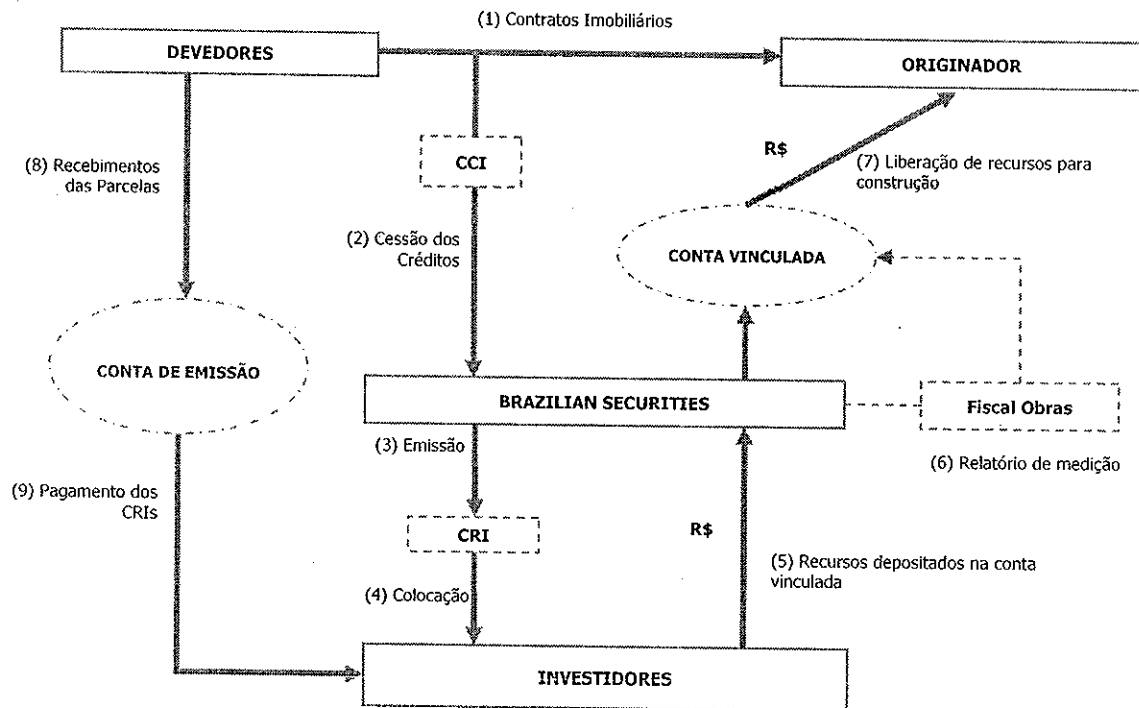 (1) Contratos Imobiliários
DEVEDORES
ORIGINADOR
(8) Recebimentos
das Parcelas
CCI
R$
(7) Liberação de recursos para
construção
(2) Cessão dos
Créditos
CONTA VINCULADA
CONTA DE EMISSÃO
BRAZILIAN SECURITIES
Fiscal Obras
(3) Emissão
(6) Relatório de medição
(9) Pagamento dos
CRIs
CRI
R$
(5) Recursos depositados na conta
vinculada
(4) Colocação
INVESTIDORES